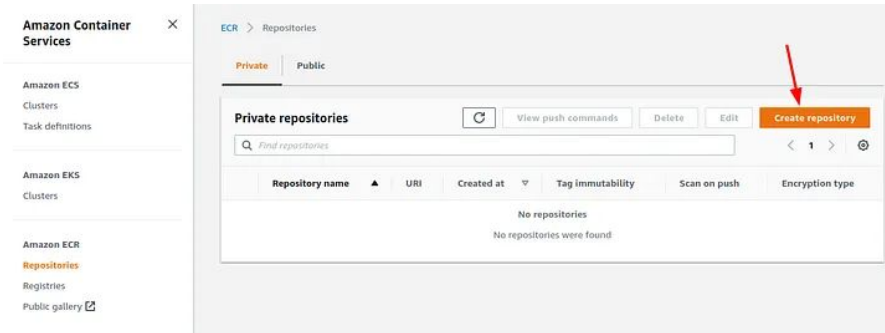 Amazon Container
Services
Amazon ECS
Clusters
Task definitions
Amazon EKS
Clusters
Amazon ECR
Repositories
Registries
Public gallery
ECR > Repositories
Private Public
Private repositories View push commands Delete Edit Create repository
Find repositories 1
Repository name URI Created at Tag immutability Scan on push Encryption type
No repositories
No repositories were found